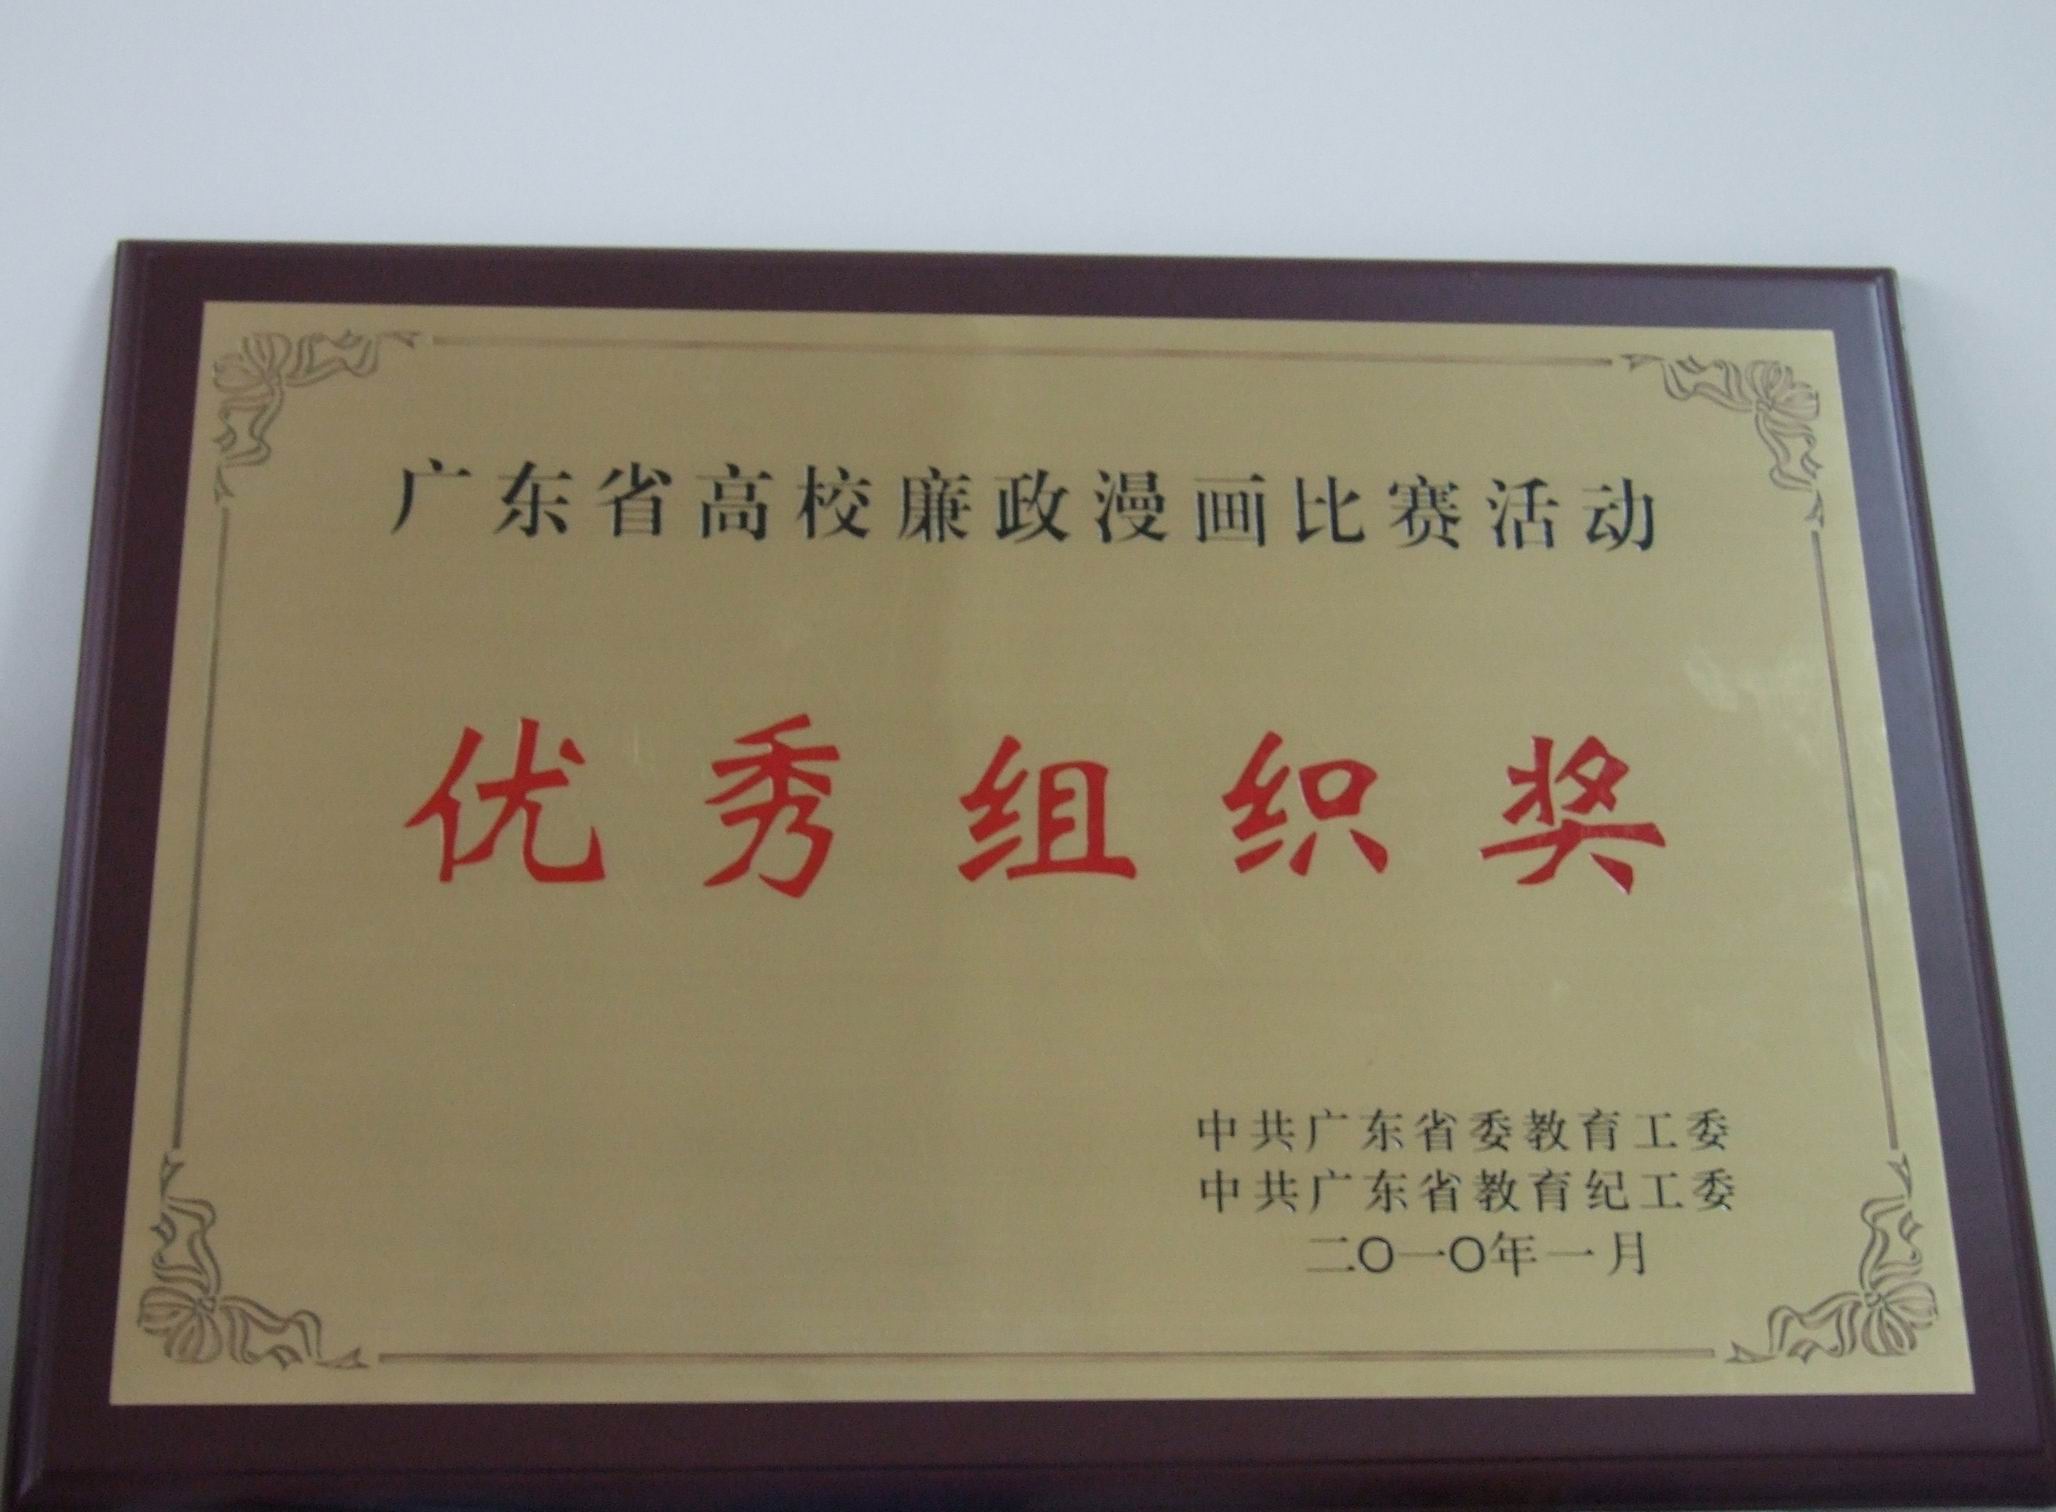 广东省高校廉政漫画比赛活动
优秀组织奖
中共广东省委教育工委
中共广东省教育纪工委
二〇一〇年一月